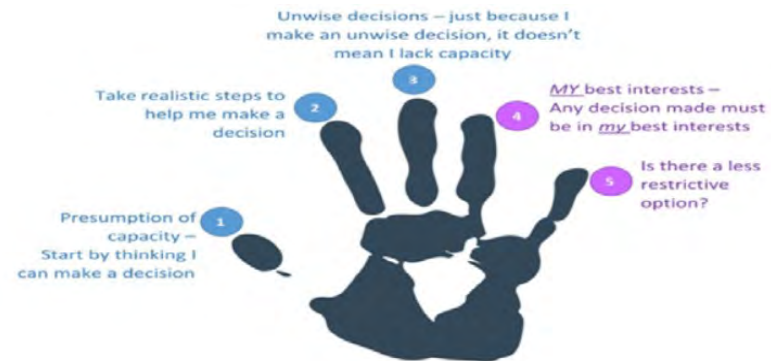 Unwise decisions – just because I
make an unwise decision, it doesn't
mean I lack capacity
3
Take realistic steps to
help me make a
decision
2
MY best interests –
Any decision made must
be in my best interests
4
Is there a less
restrictive
option?
5
Presumption of
capacity –
Start by thinking I
can make a decision
1